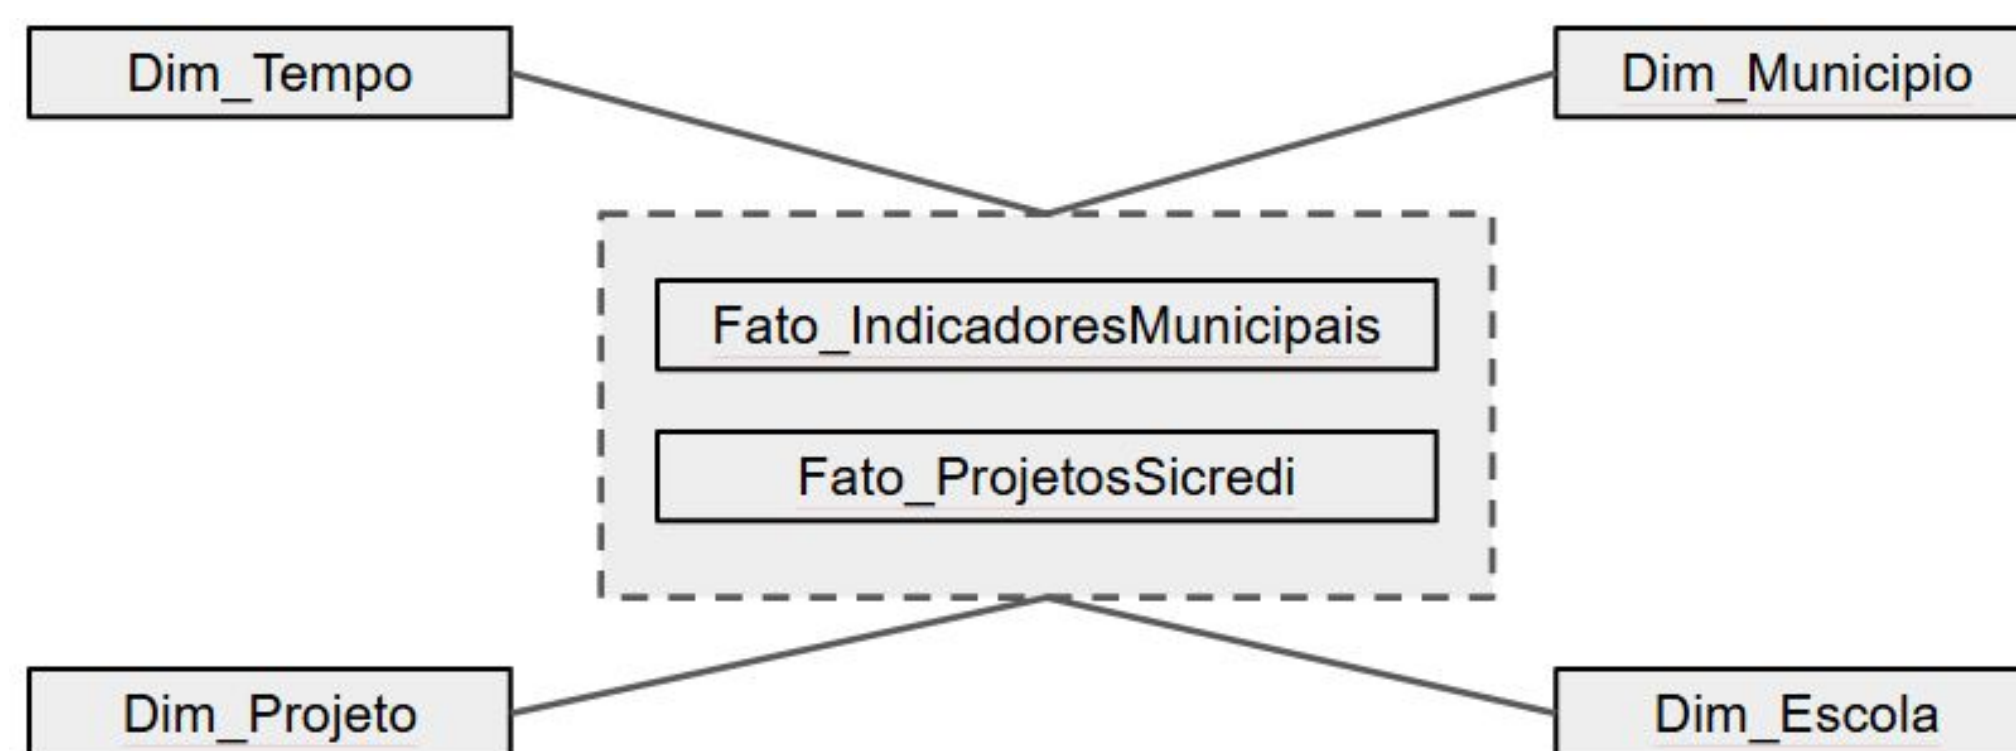 Dim_Tempo
Dim_Municipio
Fato_IndicadoresMunicipais
Fato_ProjetosSicredi
Dim_Projeto
Dim_Escola